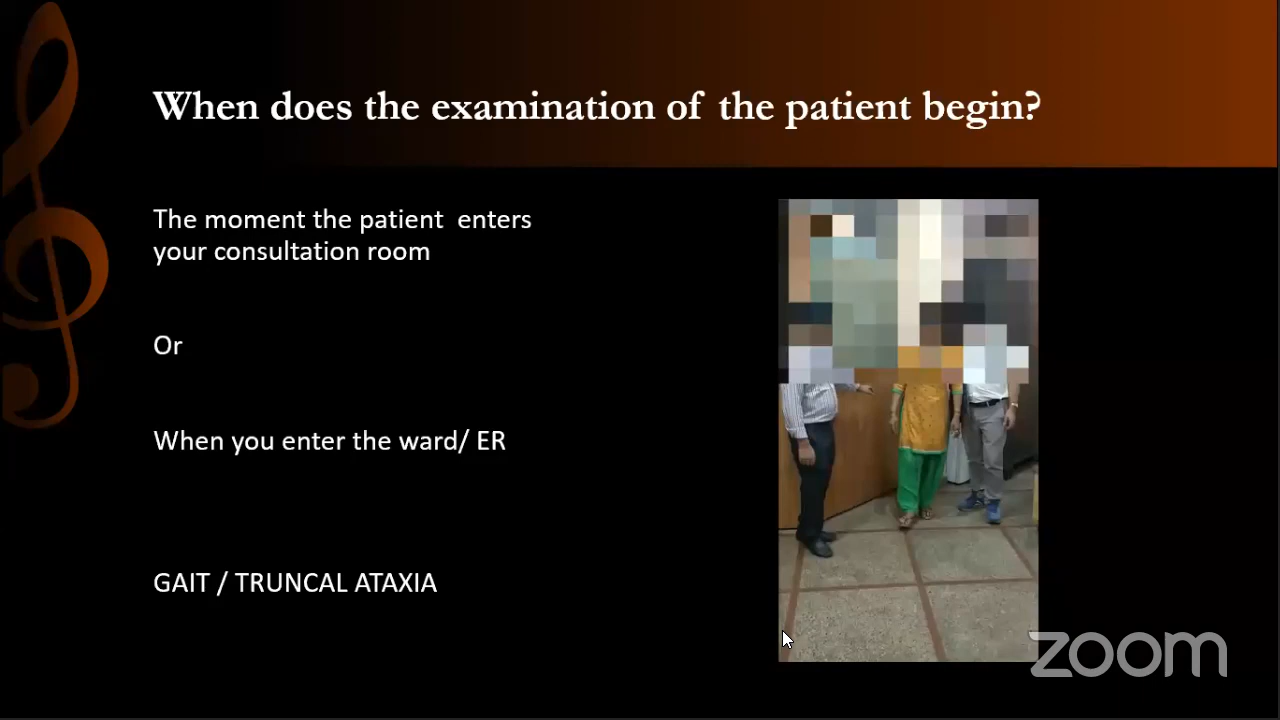 When does the examination of the patient begin?
The moment the patient enters
your consultation room
Or
When you enter the ward/ ER
GAIT / TRUNCAL ATAXIA
zoom